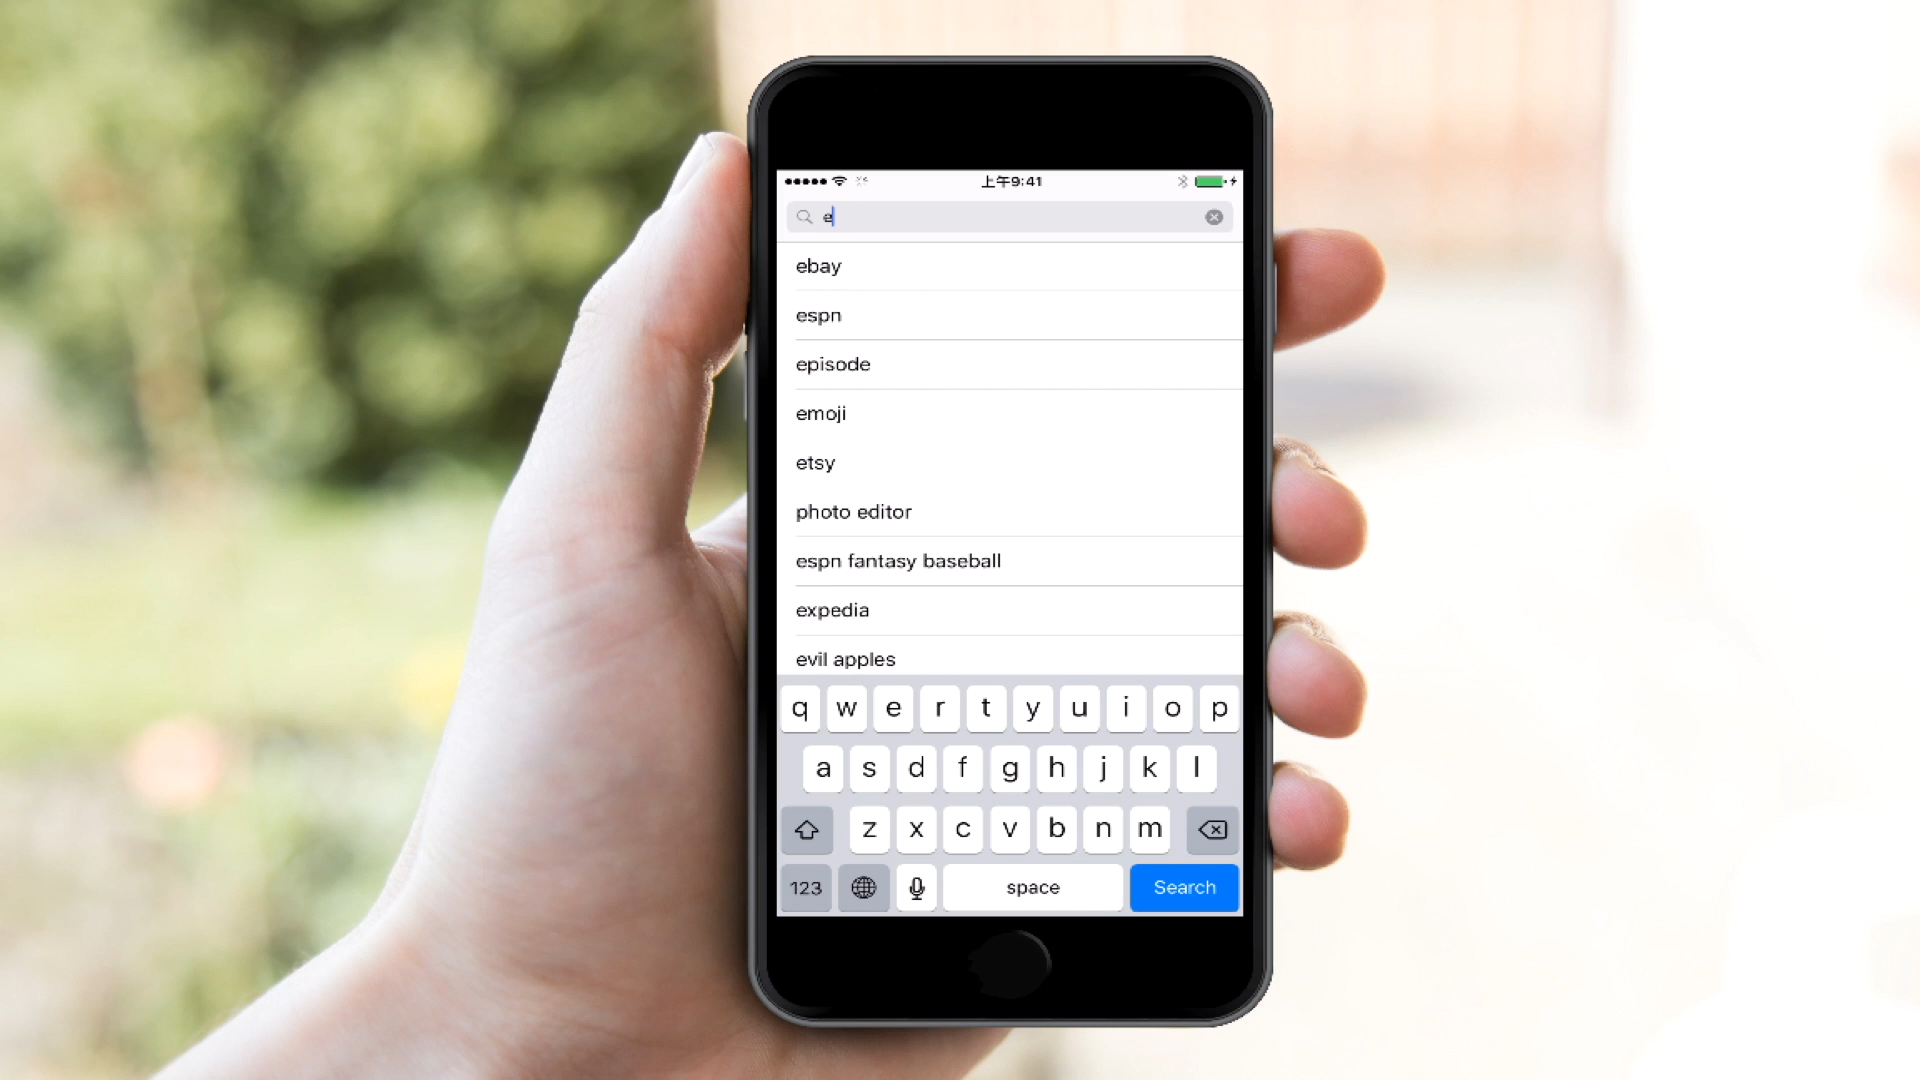 上午9:41
e
ebay
espn
episode
emoji
etsy
photo editor
espn fantasy baseball
expedia
evil apples
q w e r t y u i o p
a s d f g h j k l
z x c v b n m
123 space Search